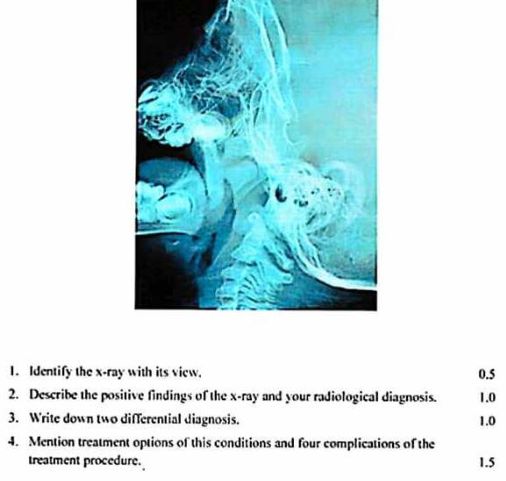 1. Identify the x-ray with its view. 0.5
2. Describe the positive findings of the x-ray and your radiological diagnosis. 1.0
3. Write down two differential diagnosis. 1.0
4. Mention treatment options of this conditions and four complications of the
treatment procedure. 1.5